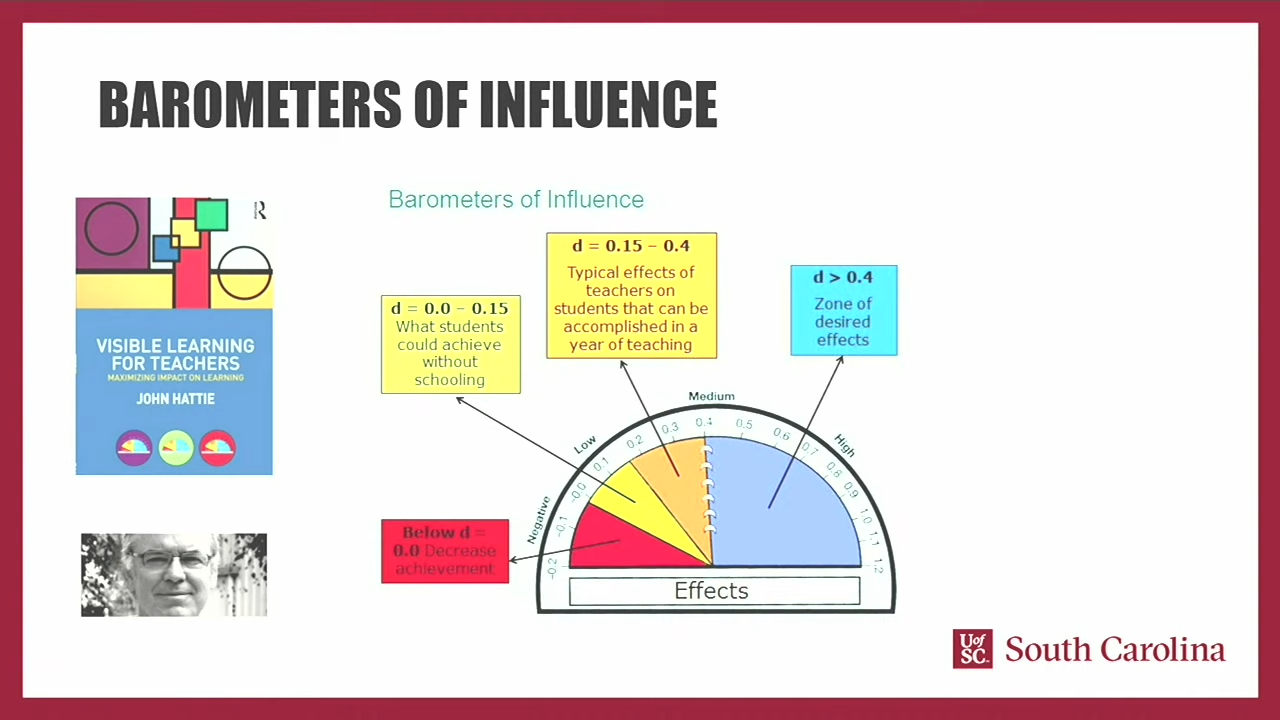 BAROMETERS OF INFLUENCE
R
VISIBLE LEARNING
FOR TEACHERS
MAXIMIZING IMPACT ON LEARNING
JOHN HATTIE
Barometers of Influence
d = 0.0 – 0.15
What students
could achieve
without
schooling
d = 0.15 – 0.4
Typical effects of
teachers on
students that can be
accomplished in a
year of teaching
d > 0.4
Zone of
desired
effects
Below d =
0.0 Decrease
achievement
Negative
Low
Medium
High
-0.2
-0.1
-0.0
0.1
0.2
0.3
0.4
0.5
0.6
0.7
0.8
0.9
1.0
1.1
1.2
Effects
UofSC.
South Carolina